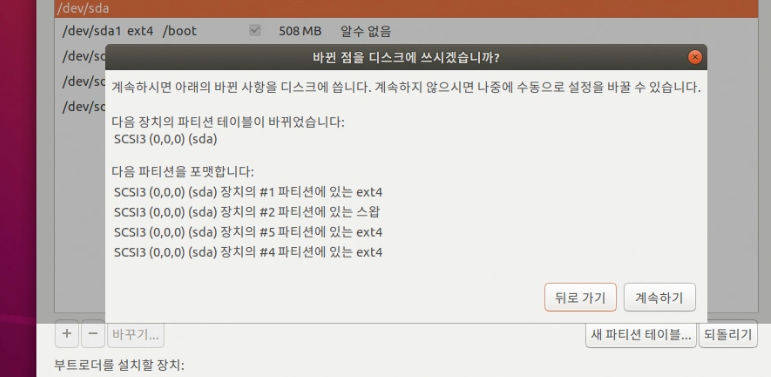 /dev/sda
/dev/sda1 ext4 /boot 508 MB 알수 없음
/dev/sd
바뀐 점을 디스크에 쓰시겠습니까?
계속하시면 아래의 바뀐 사항을 디스크에 씁니다. 계속하지 않으시면 나중에 수동으로 설정을 바꿀 수 있습니다.
/dev/sd
/dev/sd
다음 장치의 파티션 테이블이 바뀌었습니다:
SCSI3 (0,0,0) (sda)
다음 파티션을 포맷합니다:
SCSI3 (0,0,0) (sda) 장치의 #1 파티션에 있는 ext4
SCSI3 (0,0,0) (sda) 장치의 #2 파티션에 있는 스왑
SCSI3 (0,0,0) (sda) 장치의 #5 파티션에 있는 ext4
SCSI3 (0,0,0) (sda) 장치의 #4 파티션에 있는 ext4
뒤로 가기 계속하기
+ − 바꾸기... 새 파티션 테이블... 되돌리기
부트로더를 설치할 장치: